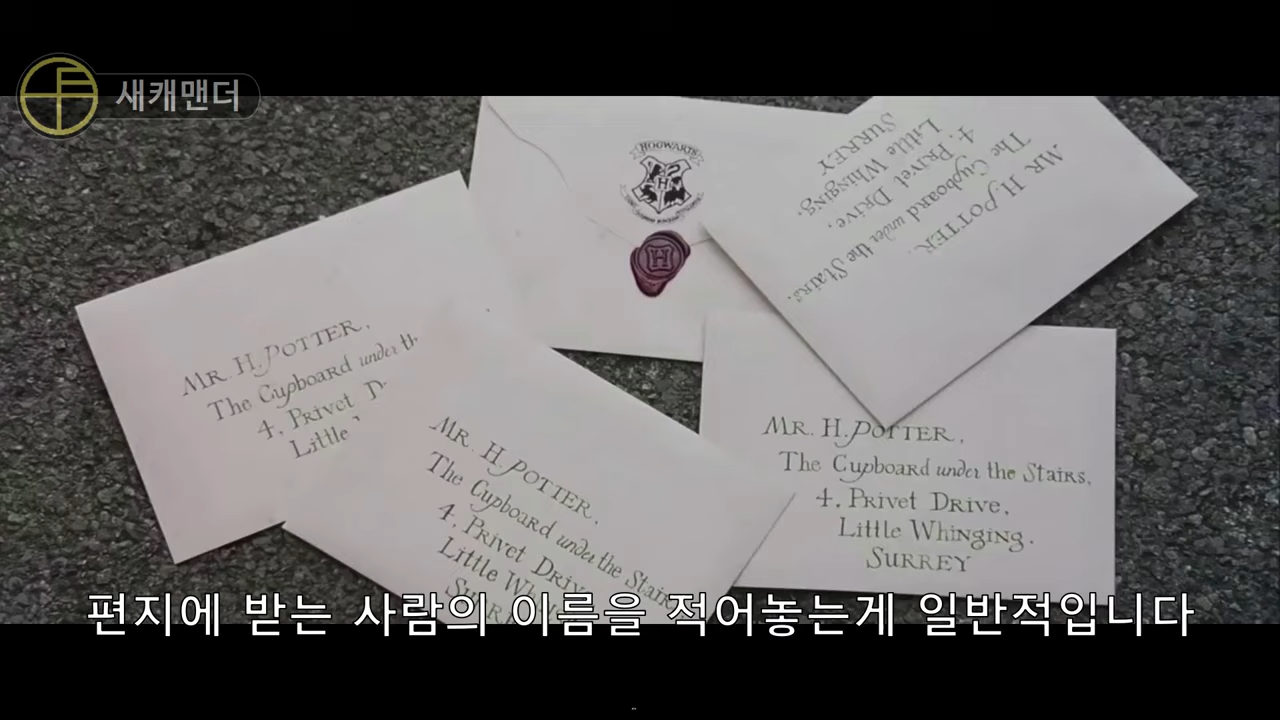 새캐맨더
HOGWARTS
H
H
MR. H. POTTER.
The Cupboard under the Stairs,
4, Privet Drive,
Little Whinging,
SURREY
MR. H. POTTER,
The Cupboard under th
4, Privet D
Little
MR. H. POTTER,
The Cupboard under the Stairs
4, Privet Drive
Little Whin
SURR
MR. H. POTTER,
The Cupboard under the Stairs,
4, Privet Drive,
Little Whinging.
SURREY
편지에 받는 사람의 이름을 적어놓는게 일반적입니다